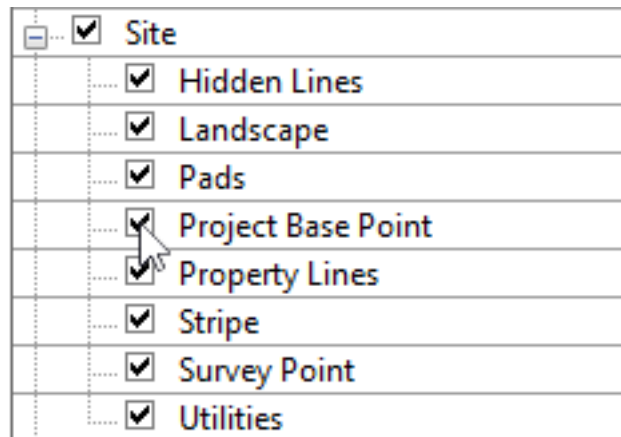 Site
Hidden Lines
Landscape
Pads
Project Base Point
Property Lines
Stripe
Survey Point
Utilities